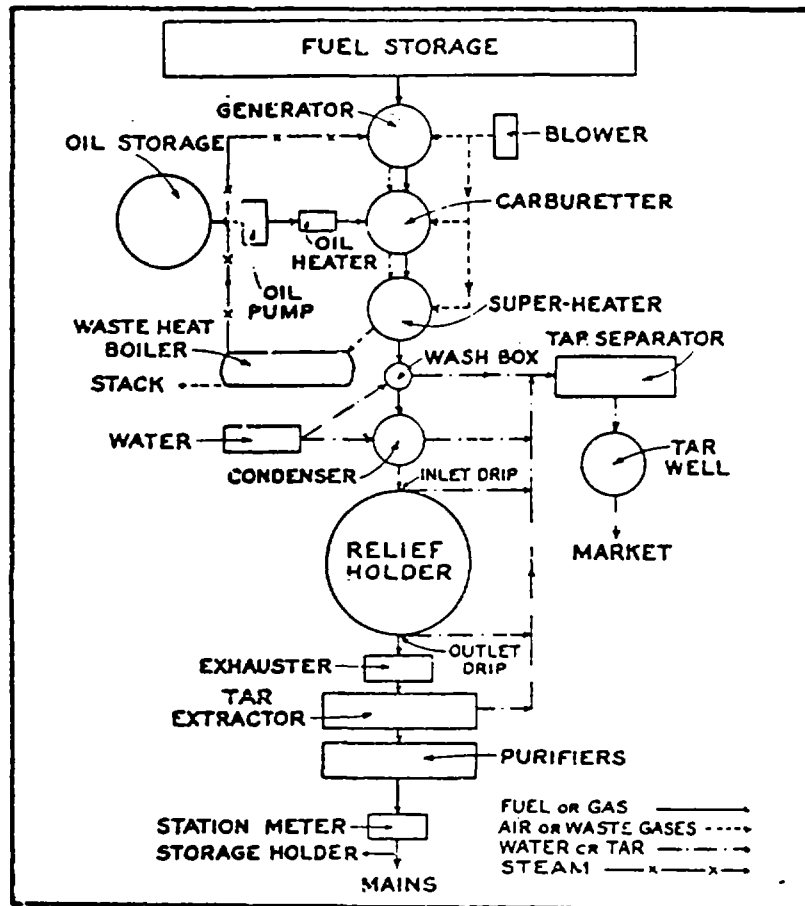 FUEL STORAGE
GENERATOR
BLOWER
OIL STORAGE
CARBURETTER
OIL
HEATER
OIL
PUMP
SUPER-HEATER
WASTE HEAT
BOILER
TAR SEPARATOR
WASH BOX
STACK
WATER
CONDENSER
TAR
WELL
INLET DRIP
RELIEF
HOLDER
MARKET
OUTLET
DRIP
EXHAUSTER
TAR
EXTRACTOR
PURIFIERS
STATION METER
STORAGE HOLDER
MAINS
FUEL OR GAS
AIR OR WASTE GASES
WATER OR TAR
STEAM